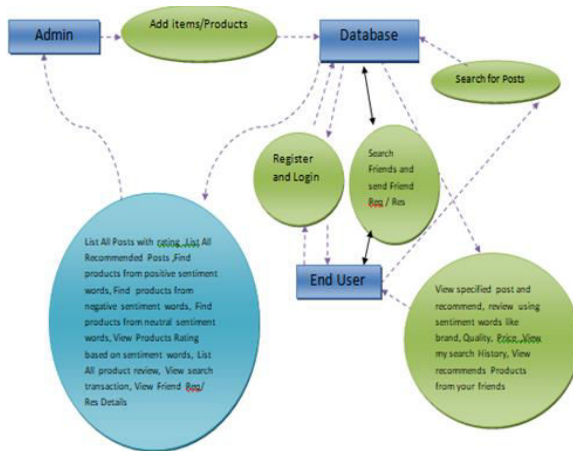 Admin
Add items/Products
Database
Search for Posts
Register
and Login
Search
Friends and
send Friend
Req / Res
End User
List All Posts with rating ,List All
Recommended Posts ,Find
products from positive sentiment
words, Find products from
negative sentiment words, Find
products from neutral sentiment
words, View Products Rating
based on sentiment words, List
All product review, View search
transaction, View Friend Req/
Res Details
View specified post and
recommend, review using
sentiment words like
brand, Quality, Price ,View
my search History, View
recommends Products
from your friends